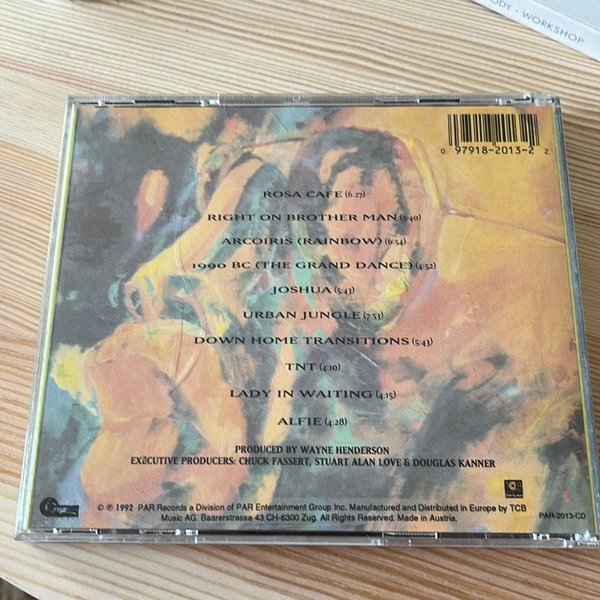 ODY · WORKSHOP
0 97918-2013-2 2
ROSA CAFE (6:27)
RIGHT ON BROTHER MAN (5:40)
ARCOIRIS (RAINBOW) (6:54)
1990 BC (THE GRAND DANCE) (4:52)
JOSHUA (5:43)
URBAN JUNGLE (7:53)
DOWN HOME TRANSITIONS (5:43)
TNT (4:10)
LADY IN WAITING (4:15)
ALFIE (4:28)
PRODUCED BY WAYNE HENDERSON
EXECUTIVE PRODUCERS: CHUCK FASSERT, STUART ALAN LOVE & DOUGLAS KANNER
© ℗ 1992 PAR Records a Division of PAR Entertainment Group Inc. Manufactured and Distributed in Europe by TCB
Music AG. Baarerstrasse 43 CH-6300 Zug. All Rights Reserved. Made in Austria.
PAR-2013-CD